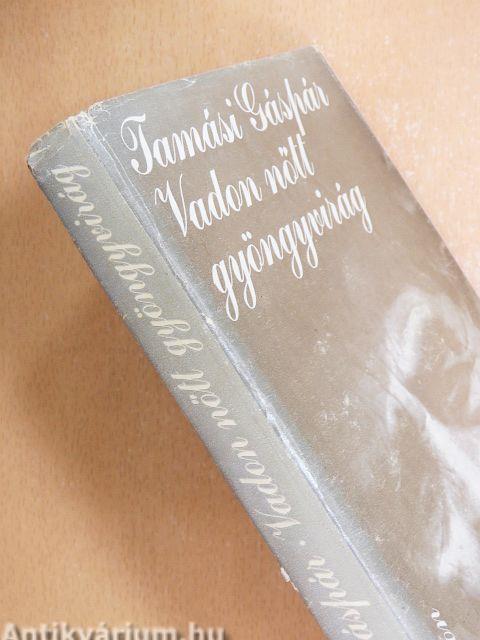 Tamási Gáspár
Vadon nőtt
gyöngyvirág
Vadon nőtt gyöngyvirág
Antikvárium.hu